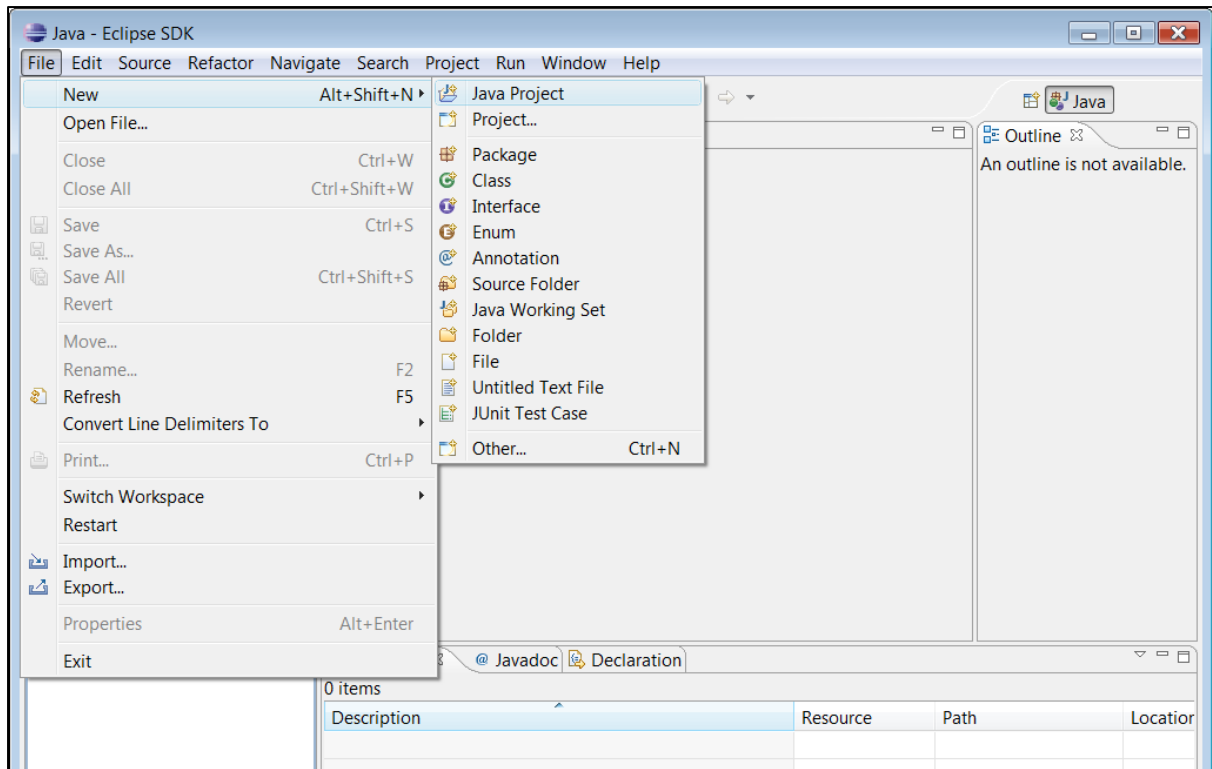 Java - Eclipse SDK
File Edit Source Refactor Navigate Search Project Run Window Help
New Alt+Shift+N
Open File...
Close Ctrl+W
Close All Ctrl+Shift+W
Save Ctrl+S
Save As...
Save All Ctrl+Shift+S
Revert
Move...
Rename... F2
Refresh F5
Convert Line Delimiters To
Print... Ctrl+P
Switch Workspace
Restart
Import...
Export...
Properties Alt+Enter
Exit
Java Project
Project...
Package
Class
Interface
Enum
Annotation
Source Folder
Java Working Set
Folder
File
Untitled Text File
JUnit Test Case
Other... Ctrl+N
Java
Outline
An outline is not available.
@ Javadoc Declaration
0 items
Description Resource Path Location